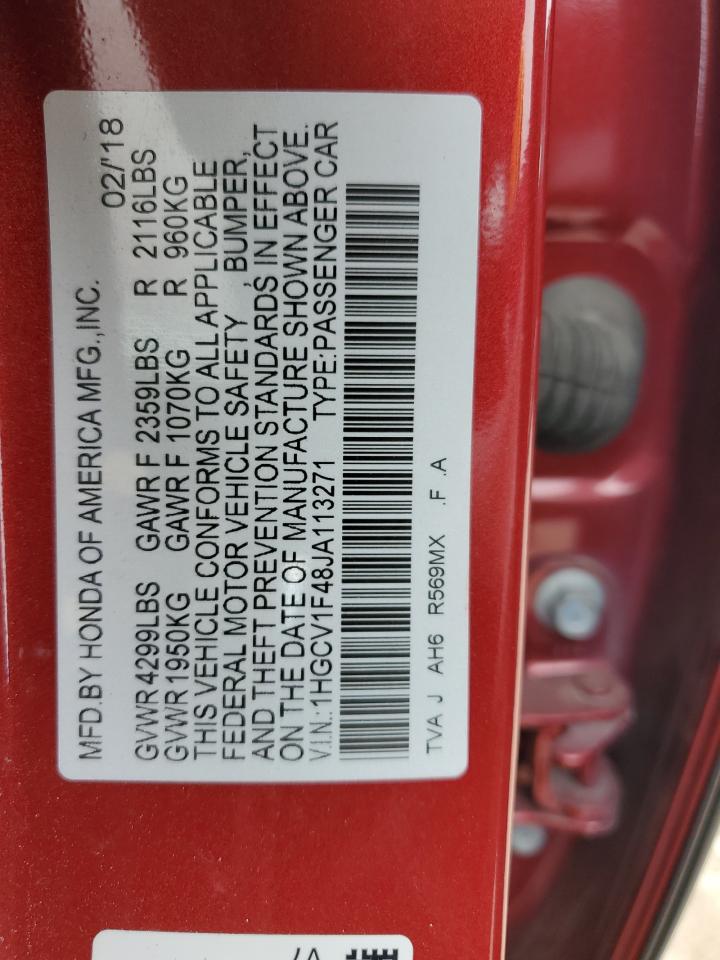 MFD.BY HONDA OF AMERICA MFG.,INC. 02/'18
GVWR 4299LBS GAWR F 2359LBS R 2116LBS
GVWR 1950KG GAWR F 1070KG R 960KG
THIS VEHICLE CONFORMS TO ALL APPLICABLE
FEDERAL MOTOR VEHICLE SAFETY , BUMPER,
AND THEFT PREVENTION STANDARDS IN EFFECT
ON THE DATE OF MANUFACTURE SHOWN ABOVE.
V.I.N.:1HGCV1F48JA113271 TYPE:PASSENGER CAR
TVA J AH6 R569MX .F .A